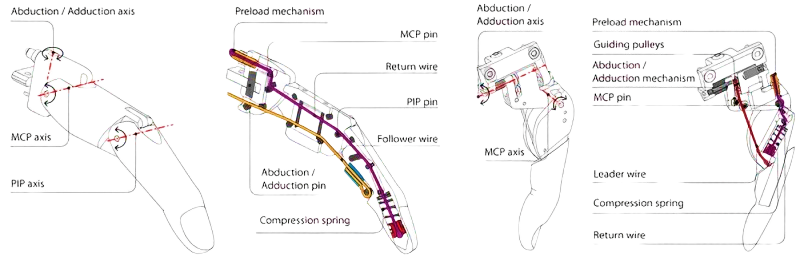 Abduction / Adduction axis
MCP axis
PIP axis
Preload mechanism
MCP pin
Return wire
PIP pin
Follower wire
Abduction /
Adduction pin
Compression spring
Abduction /
Adduction axis
MCP axis
Preload mechanism
Guiding pulleys
Abduction /
Adduction mechanism
MCP pin
Leader wire
Compression spring
Return wire